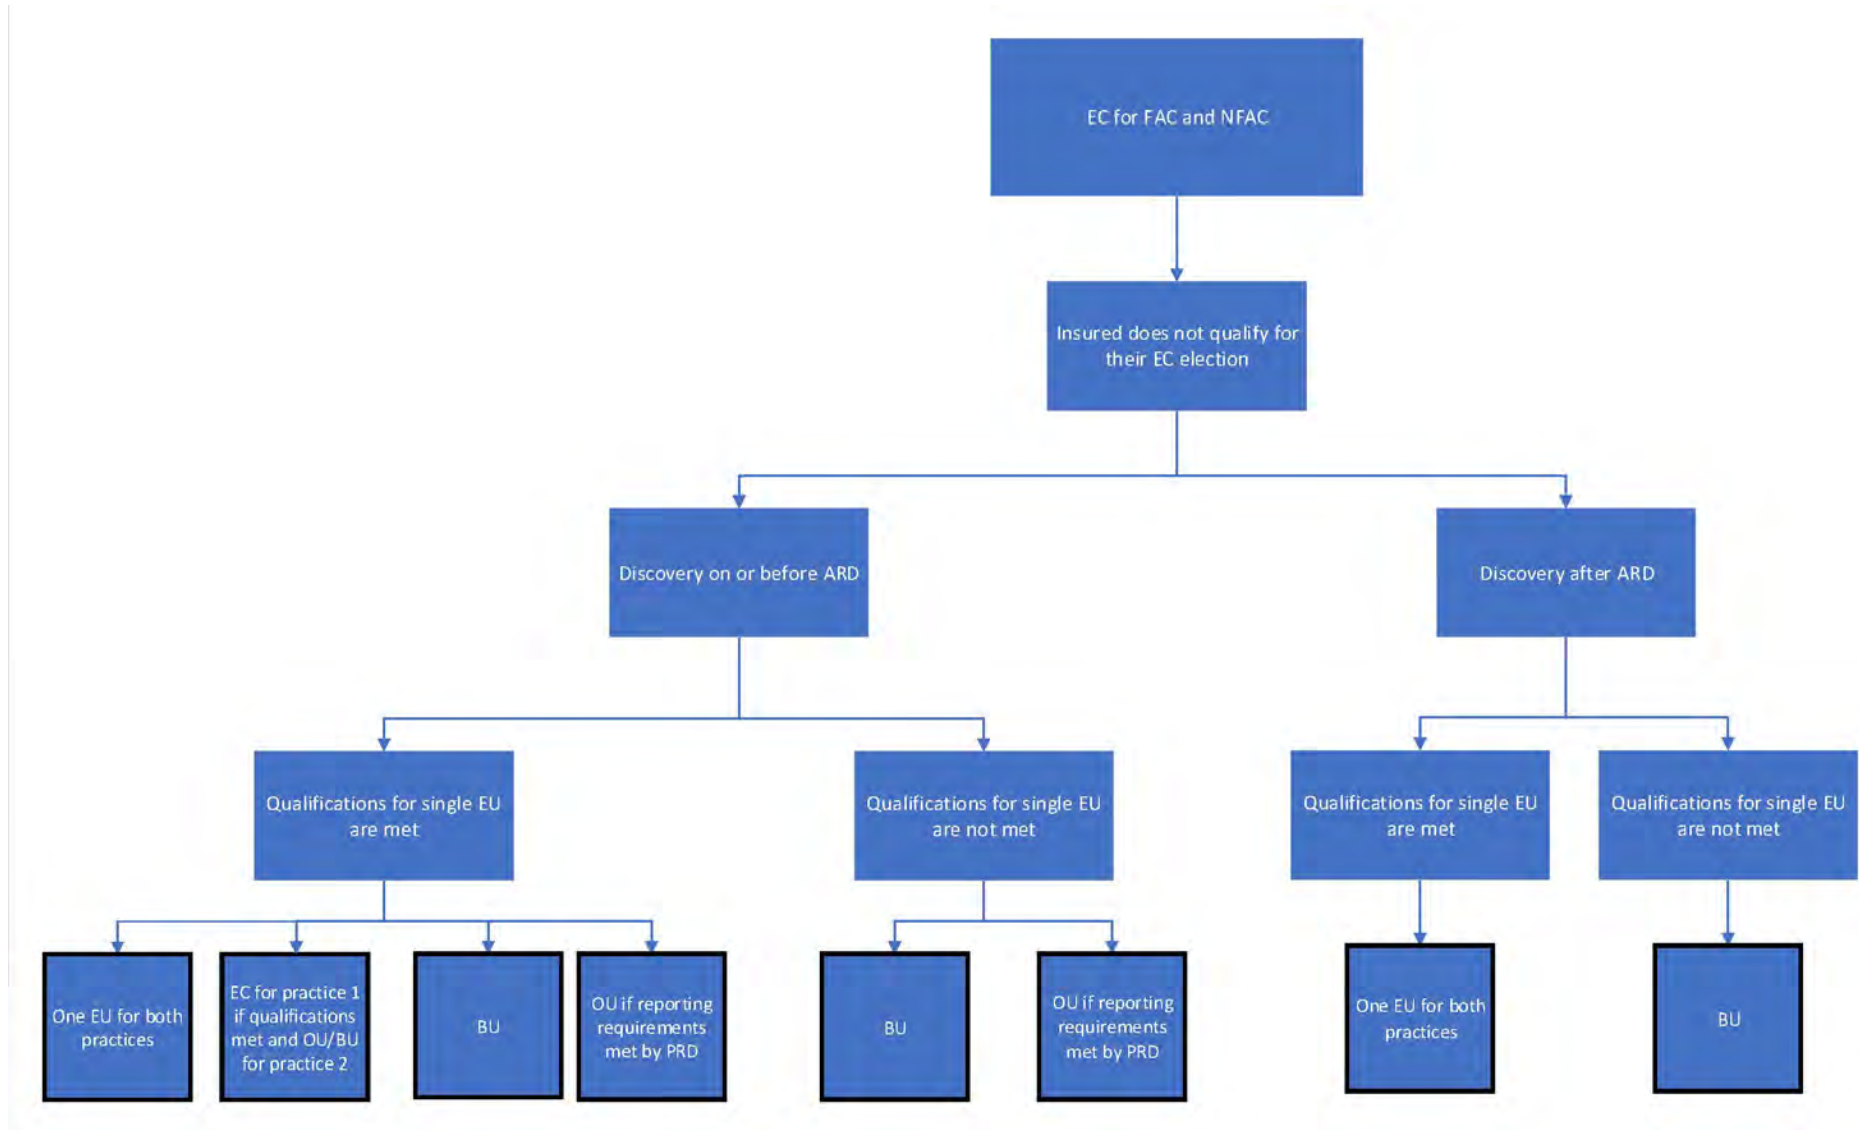 EC for FAC and NFAC
Insured does not qualify for
their EC election
Discovery on or before ARD
Discovery after ARD
Qualifications for single EU
are met
Qualifications for single EU
are not met
Qualifications for single EU
are met
Qualifications for single EU
are not met
One EU for both
practices
EC for practice 1
if qualifications
met and OU/BU
for practice 2
BU
OU if reporting
requirements
met by PRD
BU
OU if reporting
requirements
met by PRD
One EU for both
practices
BU